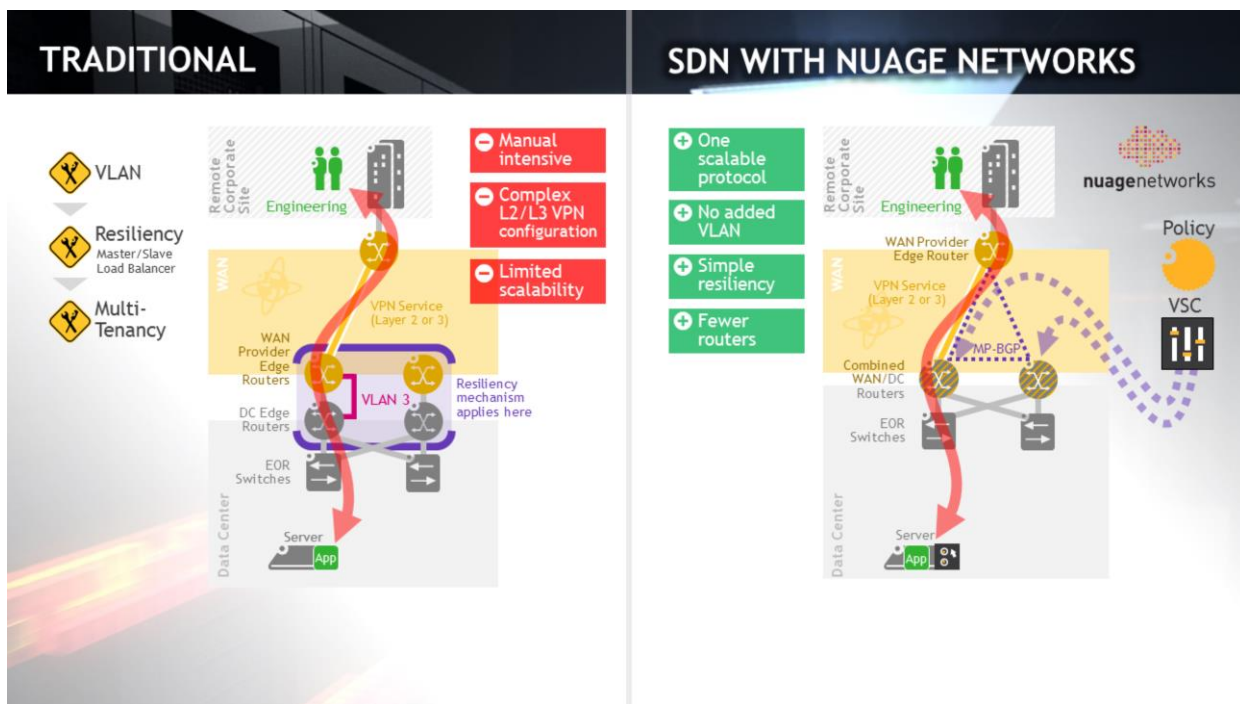 TRADITIONAL
VLAN
Resiliency
Master/Slave
Load Balancer
Multi-
Tenancy
Remote
Corporate
Site
Engineering
Manual
intensive
Complex
L2/L3 VPN
configuration
Limited
scalability
WAN
VPN Service
(Layer 2 or 3)
WAN
Provider
Edge
Routers
VLAN 3
Resiliency
mechanism
applies here
DC Edge
Routers
EOR
Switches
Data Center
Server
App
SDN WITH NUAGE NETWORKS
One
scalable
protocol
No added
VLAN
Simple
resiliency
Fewer
routers
Remote
Corporate
Site
Engineering
nuagenetworks
Policy
VSC
WAN Provider
Edge Router
WAN
VPN Service
(Layer 2 or 3)
MP-BGP
Combined
WAN/DC
Routers
EOR
Switches
Data Center
Server
App